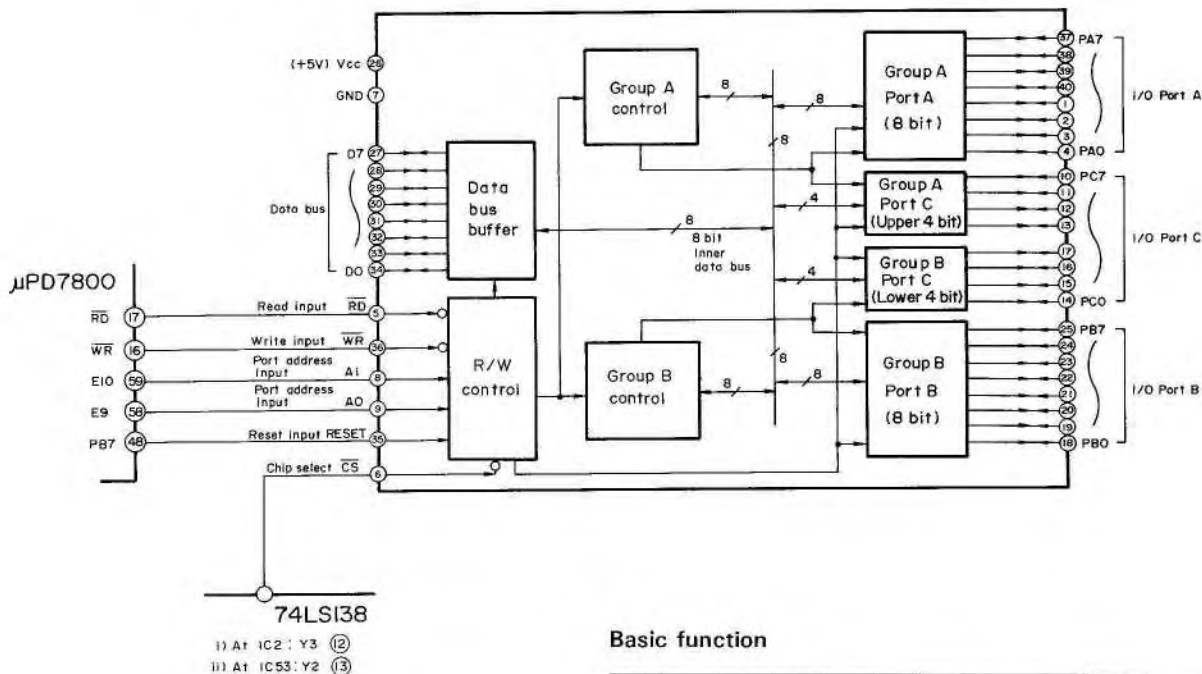 (+5V) Vcc 26
GND 7
D7 27
28
29
30
31
32
33
D0 34
Data bus
Data bus buffer
8
8 bit Inner data bus
Group A control
8
8
8
4
4
8
8
8
Group B control
R/W control
Group A Port A (8 bit)
Group A Port C (Upper 4 bit)
Group B Port C (Lower 4 bit)
Group B Port B (8 bit)
37 PA7
38
39
40
1
2
3
4 PA0
I/O Port A
10 PC7
11
12
13
17
16
15
14 PC0
I/O Port C
25 PB7
24
23
22
21
20
19
18 PB0
I/O Port B
μPD7800
R̅D̅ 17 Read input R̅D̅ 5
W̅R̅ 16 Write input W̅R̅ 36
E10 59 Port address input A1 8
E9 58 Port address input A0 9
PB7 48 Reset input RESET 35
Chip select C̅S̅ 6
74LS138
i) At IC2 : Y3 12
ii) At IC53 : Y2 13
Basic function